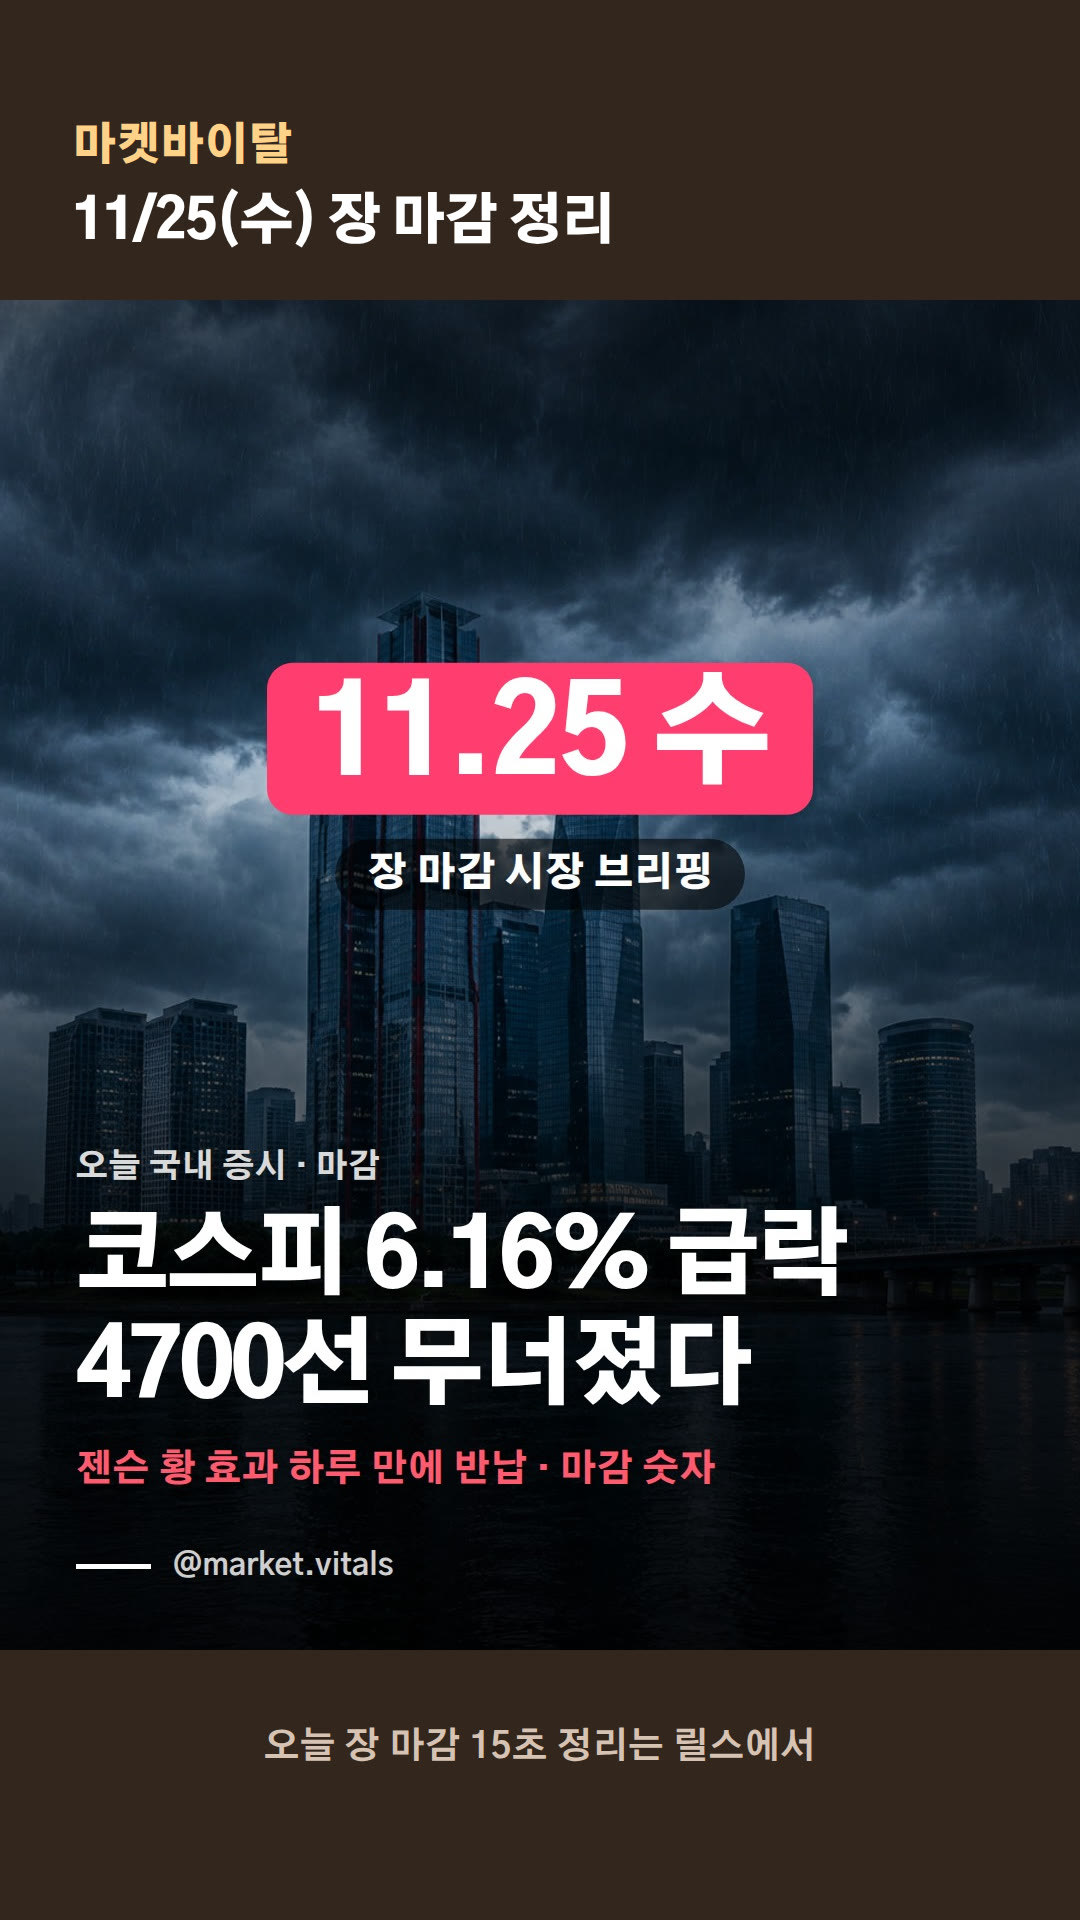 마켓바이탈
11/25(수) 장 마감 정리
11.25 수
장 마감 시장 브리핑
오늘 국내 증시 · 마감
코스피 6.16% 급락
4700선 무너졌다
젠슨 황 효과 하루 만에 반납 · 마감 숫자
@market.vitals
오늘 장 마감 15초 정리는 릴스에서